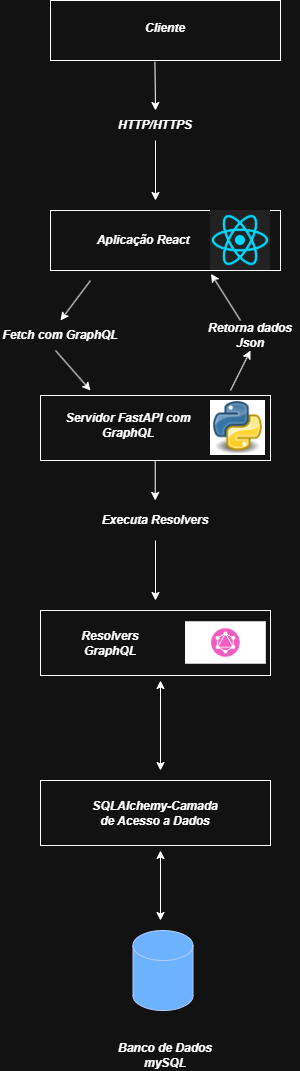 Cliente
HTTP/HTTPS
Aplicação React
Fetch com GraphQL
Retorna dados
Json
Servidor FastAPI com
GraphQL
Executa Resolvers
Resolvers
GraphQL
SQLAlchemy-Camada
de Acesso a Dados
Banco de Dados
mySQL